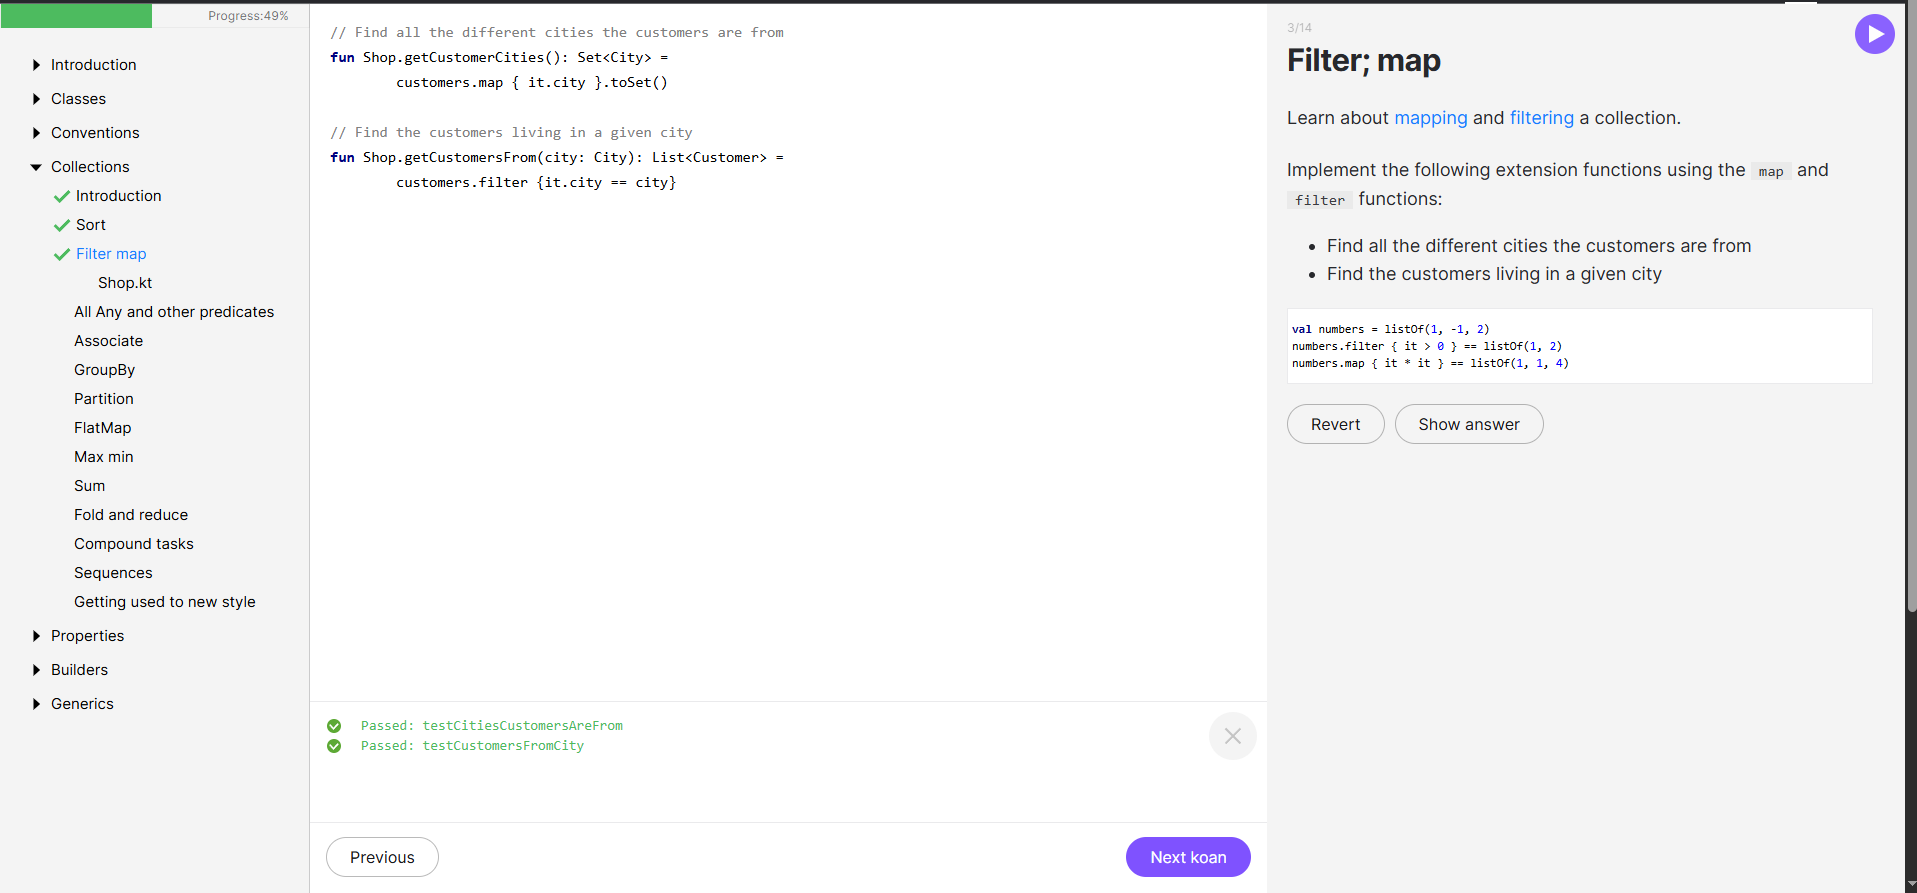 Progress:49%
Introduction
Classes
Conventions
Collections
Introduction
Sort
Filter map
Shop.kt
All Any and other predicates
Associate
GroupBy
Partition
FlatMap
Max min
Sum
Fold and reduce
Compound tasks
Sequences
Getting used to new style
Properties
Builders
Generics
// Find all the different cities the customers are from
fun Shop.getCustomerCities(): Set<City> =
        customers.map { it.city }.toSet()
// Find the customers living in a given city
fun Shop.getCustomersFrom(city: City): List<Customer> =
        customers.filter {it.city == city}
Passed: testCitiesCustomersAreFrom
Passed: testCustomersFromCity
Previous
Next koan
3/14
Filter; map
Learn about mapping and filtering a collection.
Implement the following extension functions using the map and
filter functions:
• Find all the different cities the customers are from
• Find the customers living in a given city
val numbers = listOf(1, -1, 2)
numbers.filter { it > 0 } == listOf(1, 2)
numbers.map { it * it } == listOf(1, 1, 4)
Revert
Show answer